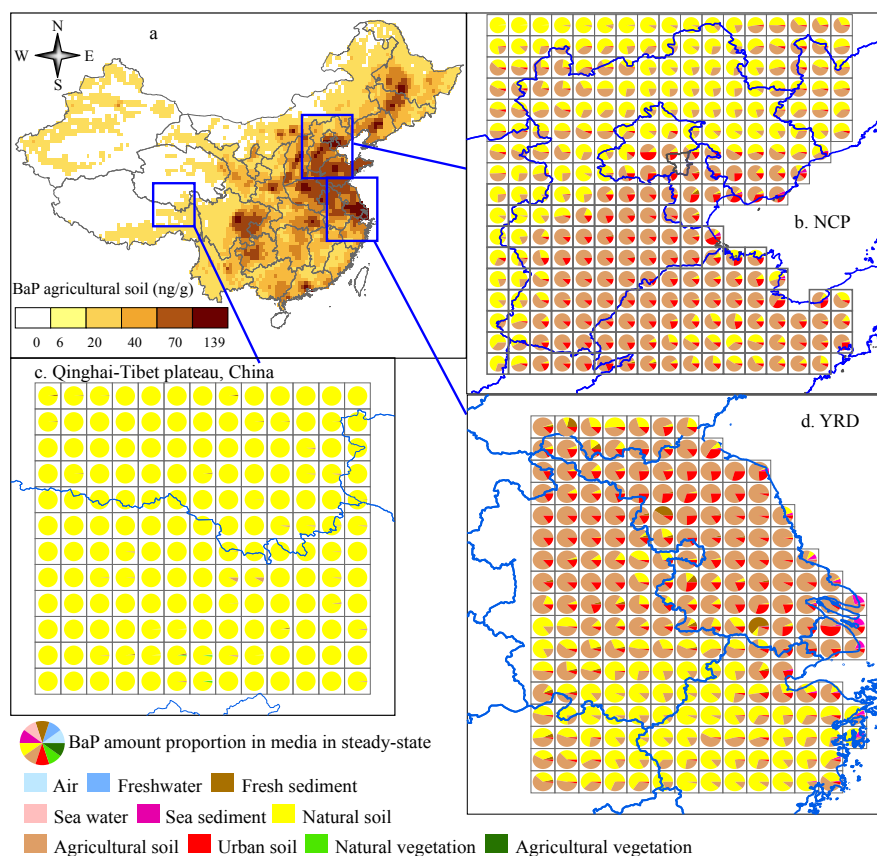 a
N
W E
S
BaP agricultural soil (ng/g)
0 6 20 40 70 139
b. NCP
c. Qinghai-Tibet plateau, China
d. YRD
BaP amount proportion in media in steady-state
Air Freshwater Fresh sediment
Sea water Sea sediment Natural soil
Agricultural soil Urban soil Natural vegetation Agricultural vegetation